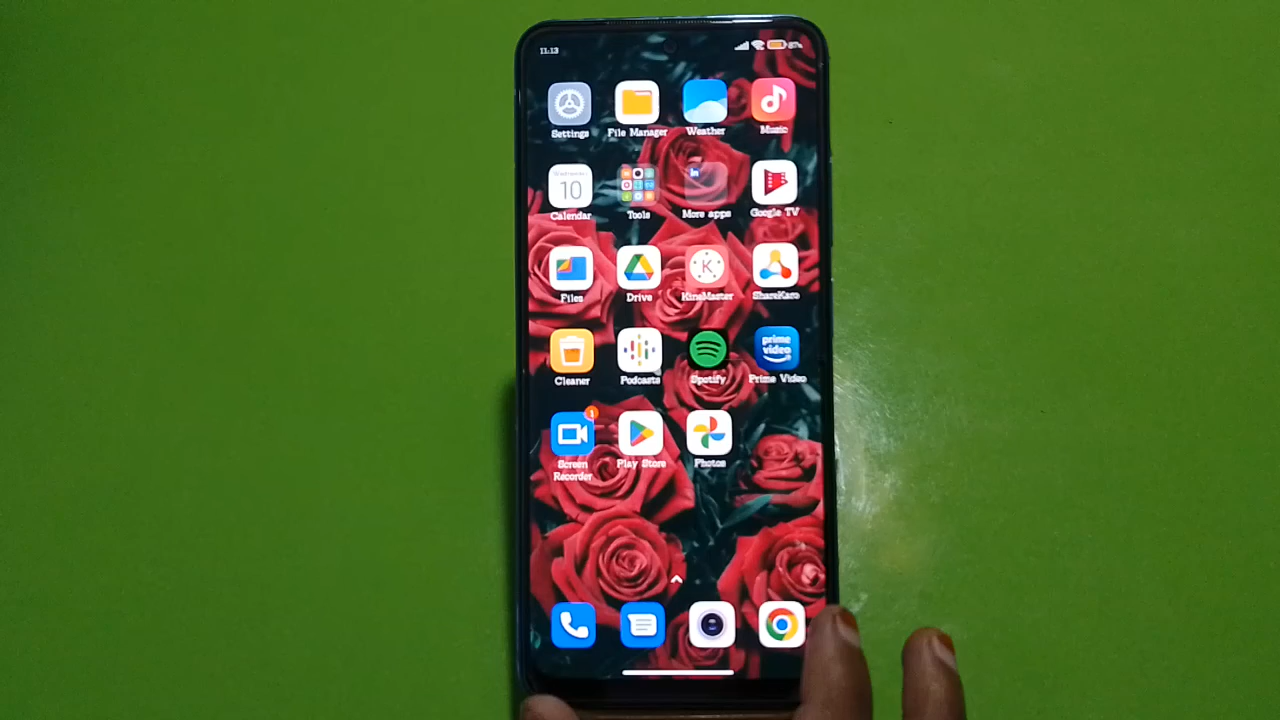 11:13
Settings File Manager Weather Music
10
Calendar Tools More apps Google TV
K
Files Drive KineMaster ShareKaro
prime
video
Cleaner Podcasts Spotify Prime Video
1
Screen Play Store Photos
Recorder